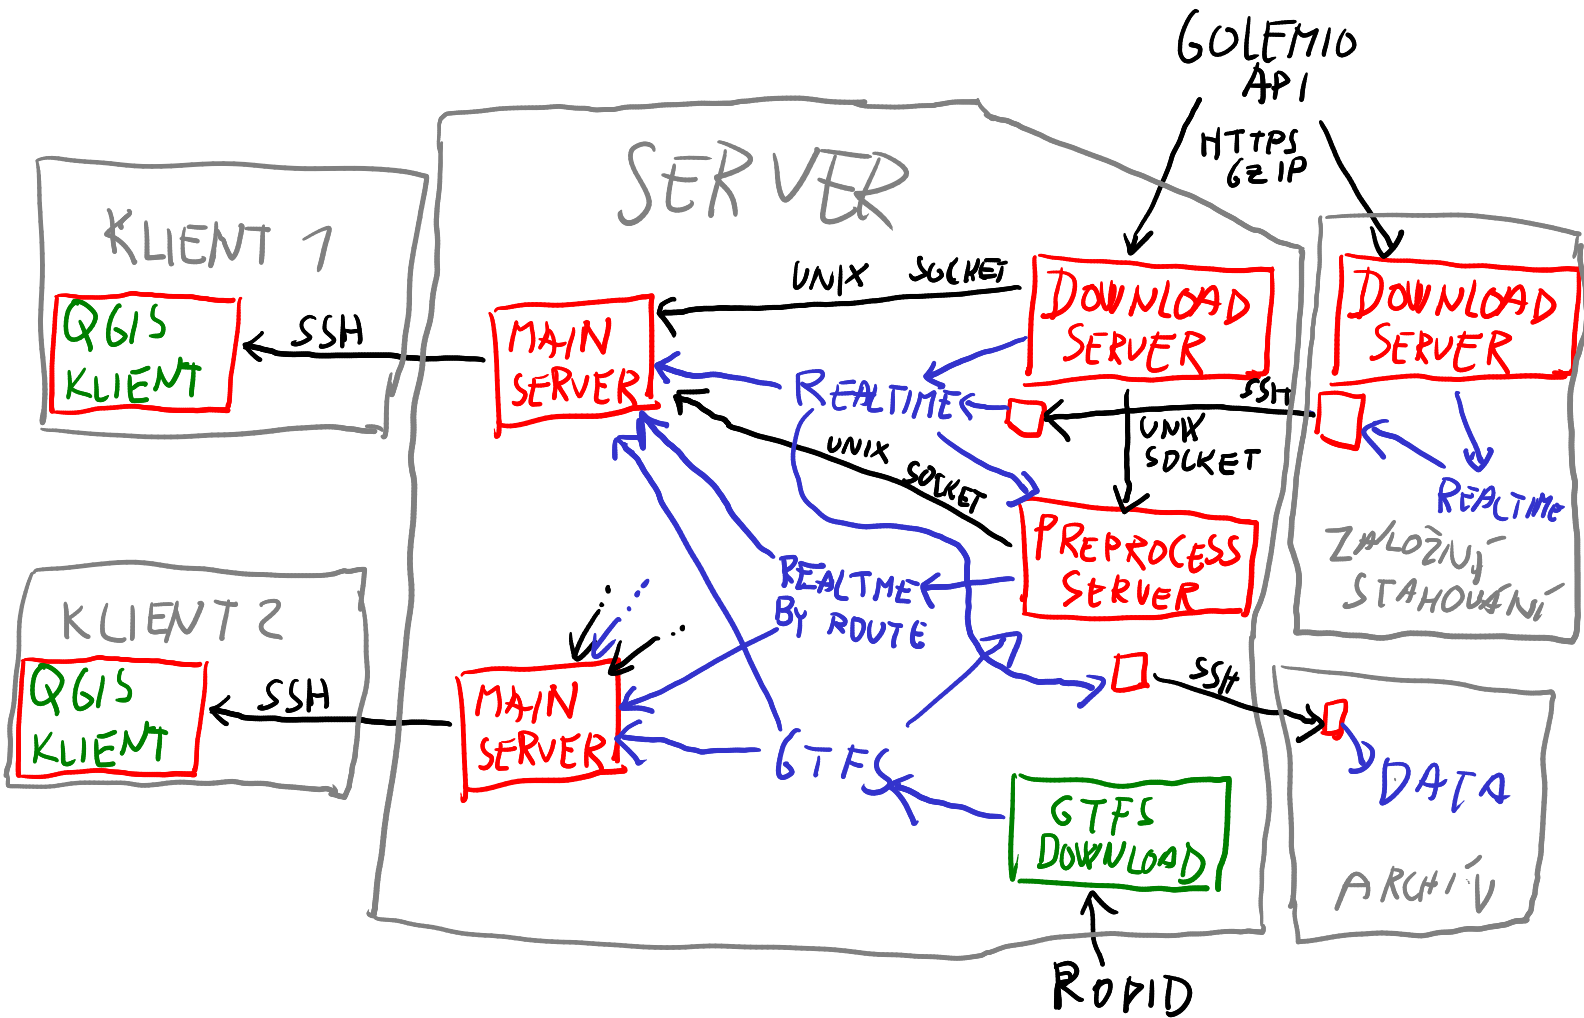 GOLEMIO
API
HTTPS
GZIP
SERVER
KLIENT 1
QGIS
KLIENT
SSH
MAIN
SERVER
UNIX SOCKET
DOWNLOAD
SERVER
DOWNLOAD
SERVER
REALTIME
SSH
UNIX
SOCKET
UNIX SOCKET
REALTIME
ZÁLOŽNÍ
STAHOVÁNÍ
PREPROCESS
SERVER
REALTME
BY ROUTE
KLIENT 2
QGIS
KLIENT
SSH
MAIN
SERVER
SSH
GTFS
DATA
GTFS
DOWNLOAD
ARCHÍV
ROPID